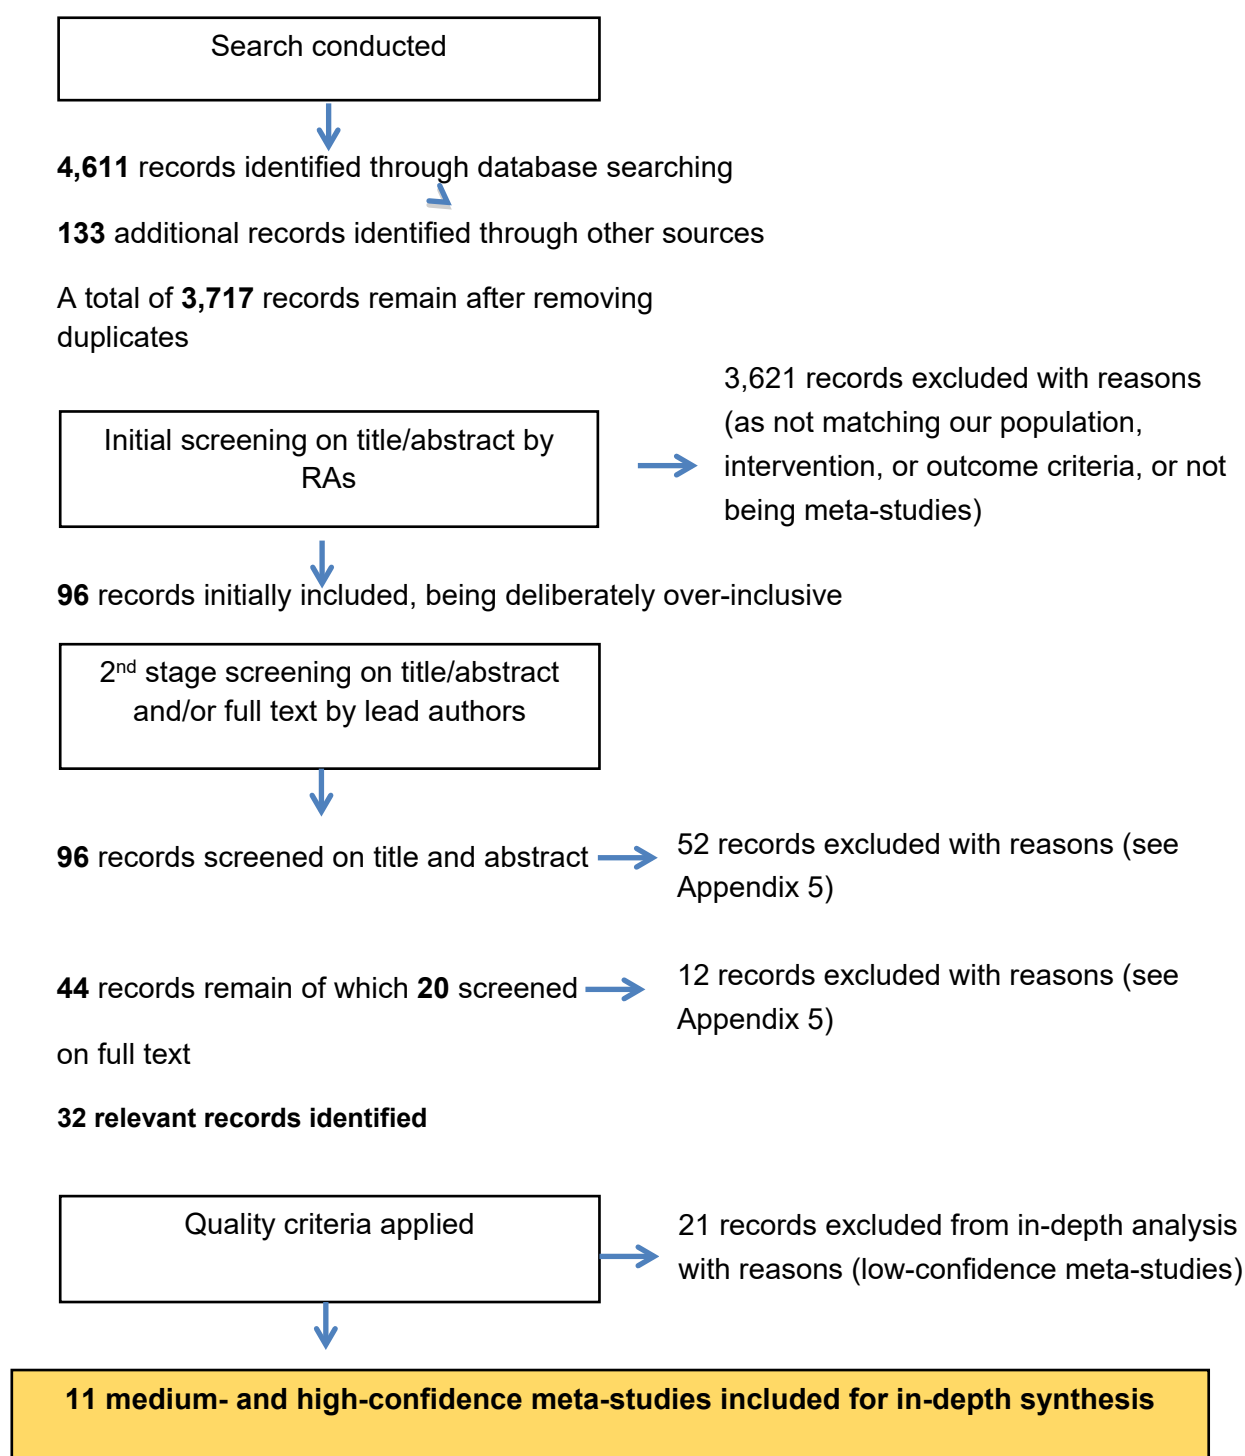 Search conducted
4,611 records identified through database searching
133 additional records identified through other sources
A total of 3,717 records remain after removing
duplicates
3,621 records excluded with reasons
(as not matching our population,
intervention, or outcome criteria, or not
being meta-studies)
Initial screening on title/abstract by
RAs
96 records initially included, being deliberately over-inclusive
2nd stage screening on title/abstract
and/or full text by lead authors
96 records screened on title and abstract
52 records excluded with reasons (see
Appendix 5)
44 records remain of which 20 screened
on full text
12 records excluded with reasons (see
Appendix 5)
32 relevant records identified
Quality criteria applied
21 records excluded from in-depth analysis
with reasons (low-confidence meta-studies)
11 medium- and high-confidence meta-studies included for in-depth synthesis